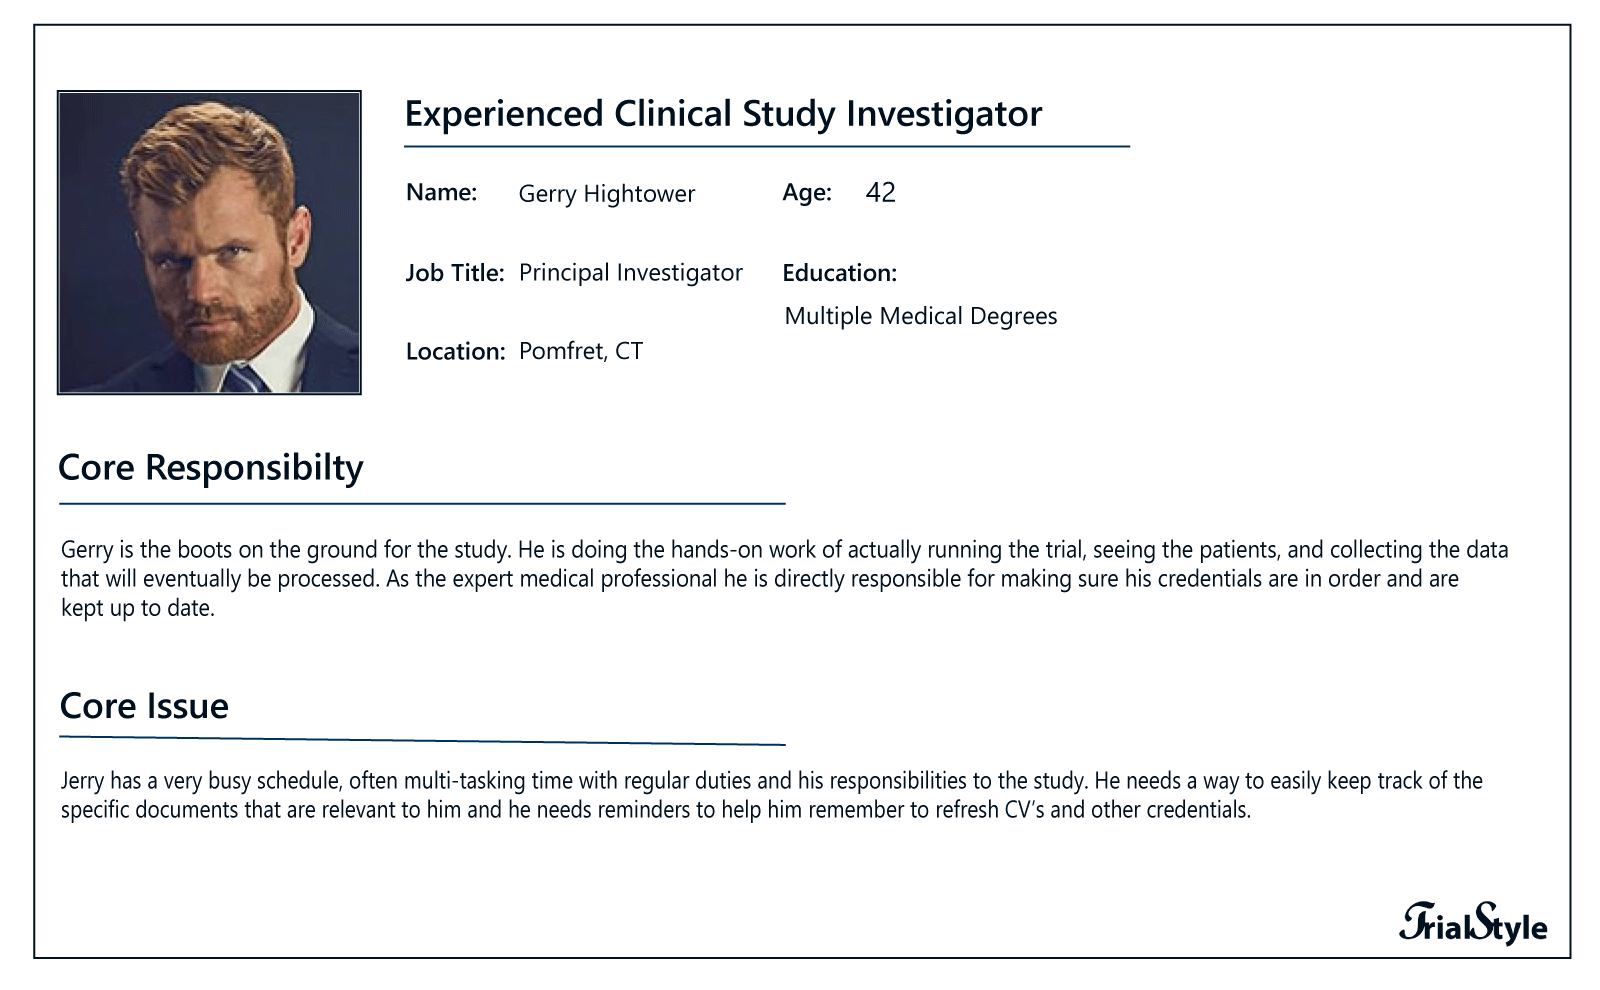 Experienced Clinical Study Investigator
Name: Gerry Hightower Age: 42
Job Title: Principal Investigator Education:
Multiple Medical Degrees
Location: Pomfret, CT
Core Responsibilty
Gerry is the boots on the ground for the study. He is doing the hands-on work of actually running the trial, seeing the patients, and collecting the data
that will eventually be processed. As the expert medical professional he is directly responsible for making sure his credentials are in order and are
kept up to date.
Core Issue
Jerry has a very busy schedule, often multi-tasking time with regular duties and his responsibilities to the study. He needs a way to easily keep track of the
specific documents that are relevant to him and he needs reminders to help him remember to refresh CV’s and other credentials.
TrialStyle